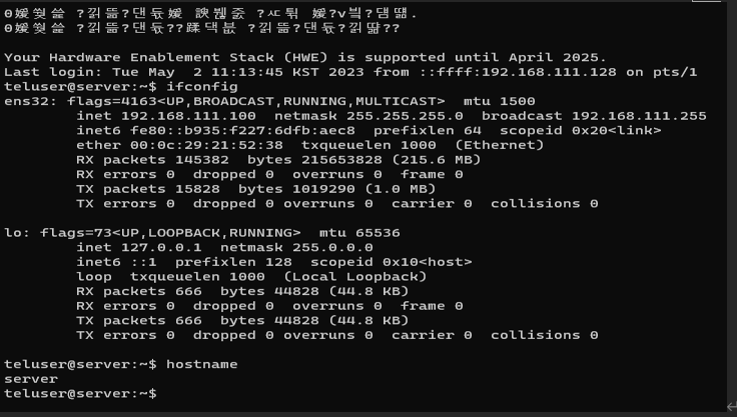 0媛쒖쓽 ?낅뜲?댄듃媛 諛붾줈 ?ㅽ뤾 媛?v븯?댐땲.
0媛쒖쓽 ?낅뜲?댄듃??蹂댁븞 ?낅뜲?댄듃?낅땲??
Your Hardware Enablement Stack (HWE) is supported until April 2025.
Last login: Tue May  2 11:13:45 KST 2023 from ::ffff:192.168.111.128 on pts/1
teluser@server:~$ ifconfig
ens32: flags=4163<UP,BROADCAST,RUNNING,MULTICAST>  mtu 1500
inet 192.168.111.100  netmask 255.255.255.0  broadcast 192.168.111.255
inet6 fe80::b935:f227:6dfb:aec8  prefixlen 64  scopeid 0x20<link>
ether 00:0c:29:21:52:38  txqueuelen 1000  (Ethernet)
RX packets 145382  bytes 215653828 (215.6 MB)
RX errors 0  dropped 0  overruns 0  frame 0
TX packets 15828  bytes 1019290 (1.0 MB)
TX errors 0  dropped 0 overruns 0  carrier 0  collisions 0
lo: flags=73<UP,LOOPBACK,RUNNING>  mtu 65536
inet 127.0.0.1  netmask 255.0.0.0
inet6 ::1  prefixlen 128  scopeid 0x10<host>
loop  txqueuelen 1000  (Local Loopback)
RX packets 666  bytes 44828 (44.8 KB)
RX errors 0  dropped 0  overruns 0  frame 0
TX packets 666  bytes 44828 (44.8 KB)
TX errors 0  dropped 0 overruns 0  carrier 0  collisions 0
teluser@server:~$ hostname
server
teluser@server:~$